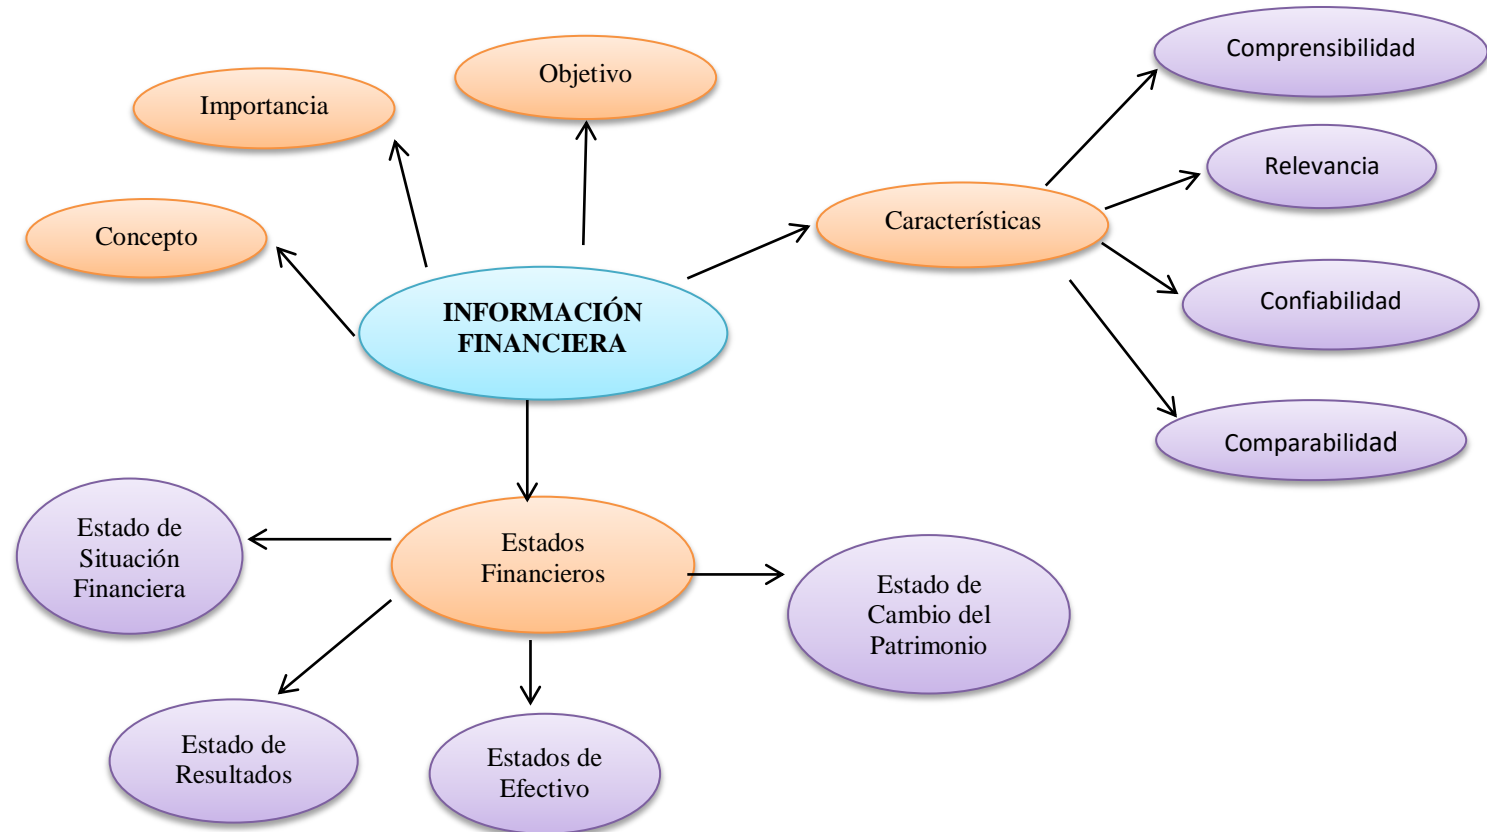 Comprensibilidad
Objetivo
Importancia
Relevancia
Característicás
Concepto
INFORMACIÓN
FINANCIERA
Confiabilidad
Comparabilidad
Estado de
Situación
Financiera
Estados
Financieros
Estado de
Cambio del
Patrimonio
Estado de
Resultados
Estados de
Efectivo